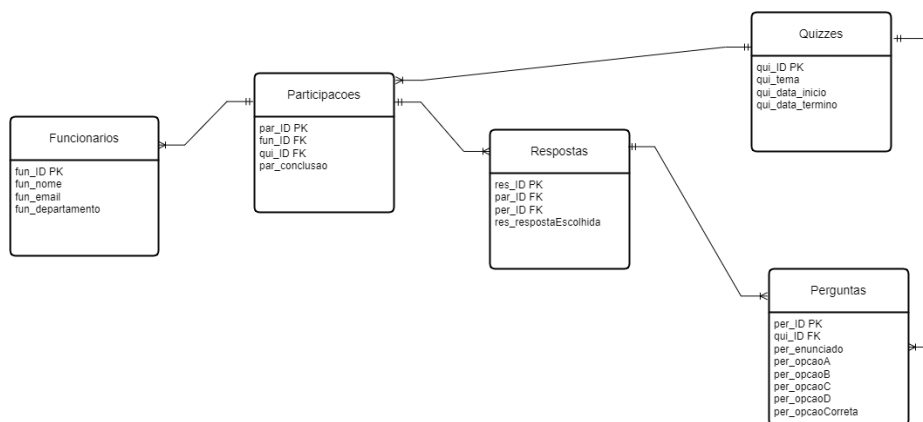 Quizzes
qui_ID PK
qui_tema
qui_data_inicio
qui_data_termino
Participacoes
par_ID PK
fun_ID FK
qui_ID FK
par_conclusao
Funcionarios
fun_ID PK
fun_nome
fun_email
fun_departamento
Respostas
res_ID PK
par_ID FK
per_ID FK
res_respostaEscolhida
Perguntas
per_ID PK
qui_ID FK
per_enunciado
per_opcaoA
per_opcaoB
per_opcaoC
per_opcaoD
per_opcaoCorreta